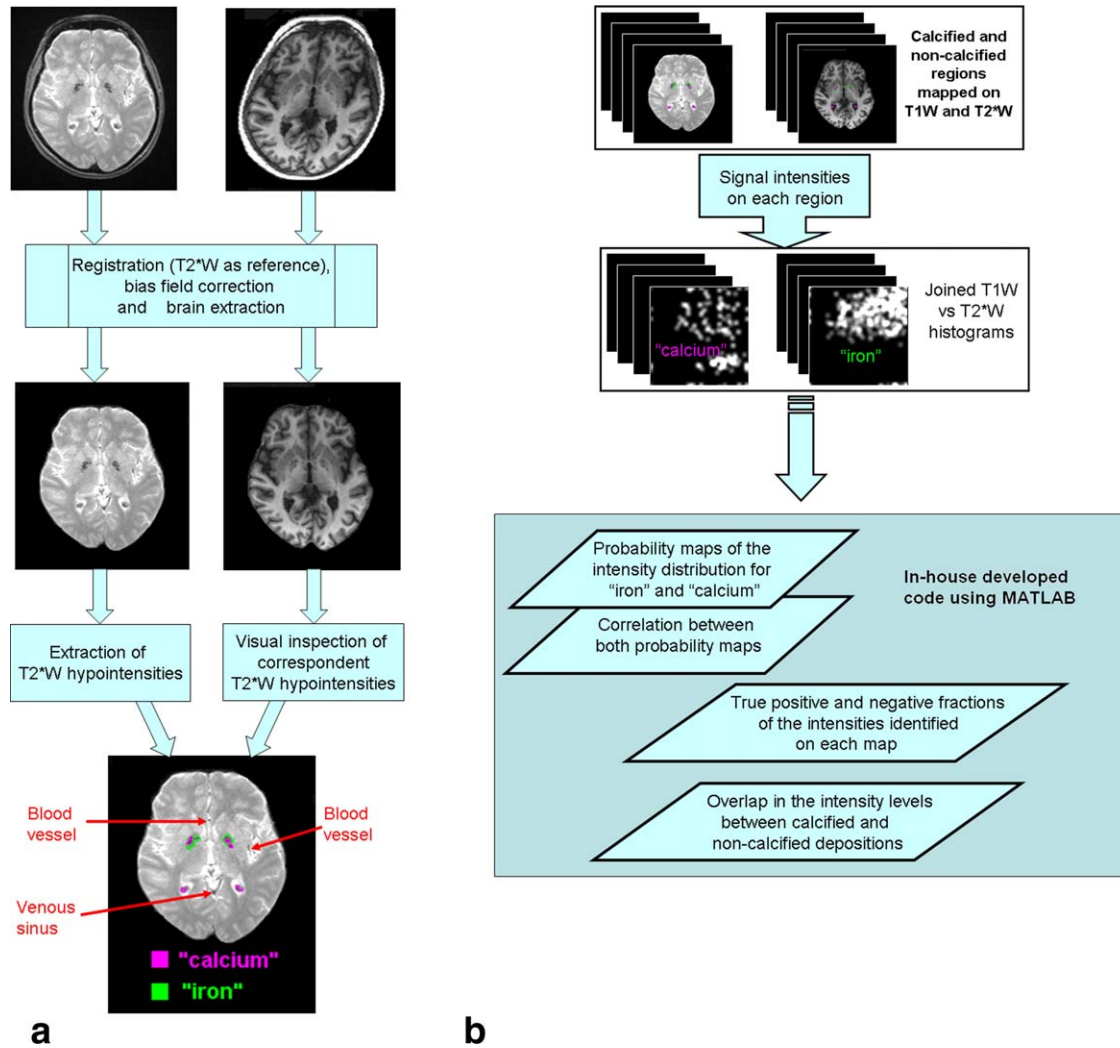 Registration (T2*W as reference),
bias field correction
and brain extraction
Extraction of
T2*W hypointensities
Visual inspection of
correspondent
T2*W hypointensities
Blood
vessel
Blood
vessel
Venous
sinus
"calcium"
"iron"
a
Calcified and
non-calcified
regions
mapped on
T1W and T2*W
Signal intensities
on each region
"calcium"
"iron"
Joined T1W
vs T2*W
histograms
Probability maps of the
intensity distribution for
"iron" and "calcium"
In-house developed
code using MATLAB
Correlation between
both probability maps
True positive and negative fractions
of the intensities identified
on each map
Overlap in the intensity levels
between calcified and
non-calcified depositions
b